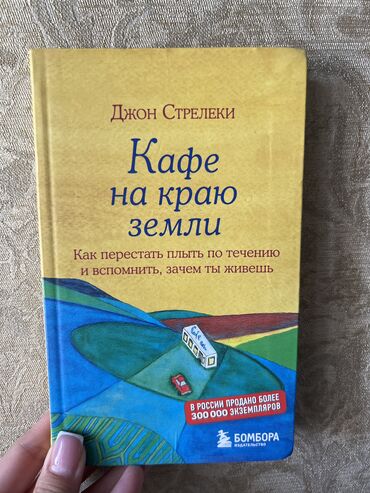 Джон Стрелеки
Кафе
на краю
земли
Как перестать плыть по течению
и вспомнить, зачем ты живешь
В РОССИИ ПРОДАНО БОЛЕЕ
300 000 ЭКЗЕМПЛЯРОВ
БОМБОРА
ИЗДАТЕЛЬСТВО